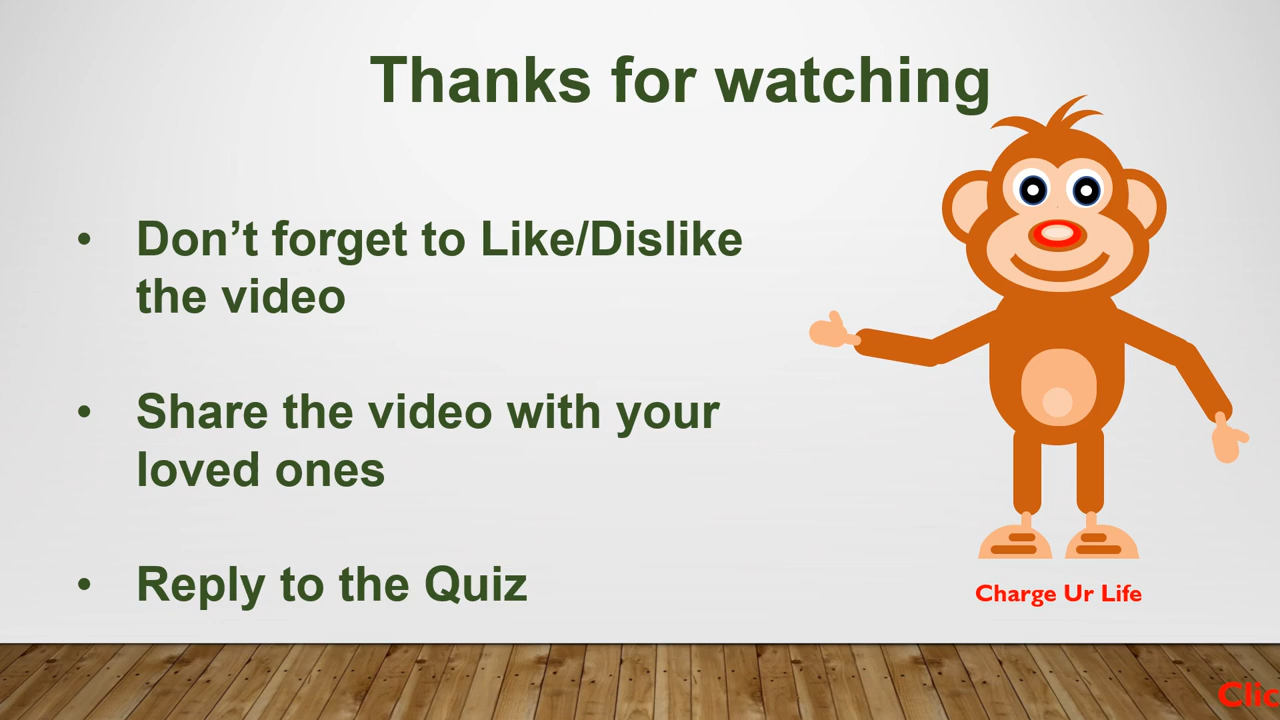 Thanks for watching
• Don’t forget to Like/Dislike
the video
• Share the video with your
loved ones
• Reply to the Quiz
Charge Ur Life